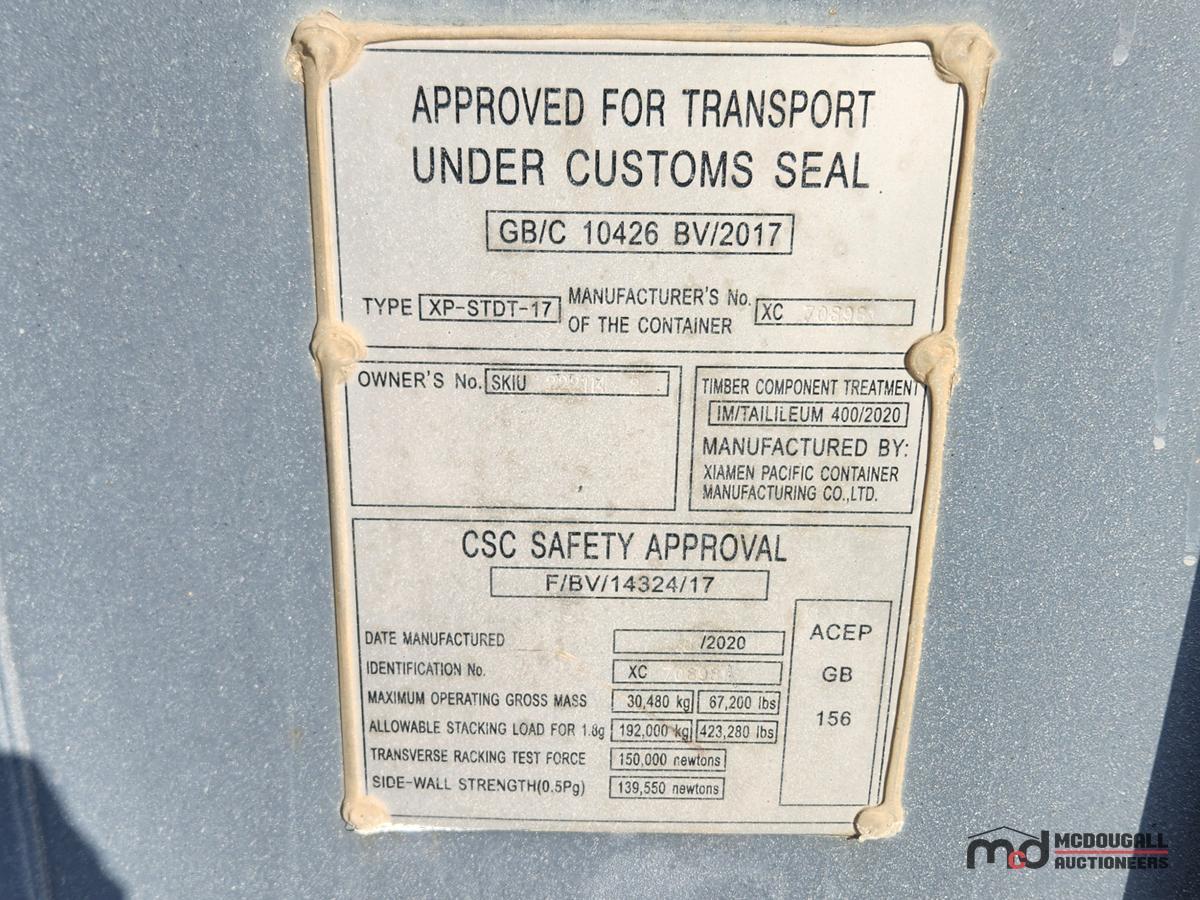 APPROVED FOR TRANSPORT
UNDER CUSTOMS SEAL
GB/C 10426 BV/2017
TYPE XP-STDT-17 MANUFACTURER'S No. XC
OF THE CONTAINER
OWNER'S No. SKIU
TIMBER COMPONENT TREATMENT
IM/TAILILEUM 400/2020
MANUFACTURED BY:
XIAMEN PACIFIC CONTAINER
MANUFACTURING CO.,LTD.
CSC SAFETY APPROVAL
F/BV/14324/17
DATE MANUFACTURED /2020
IDENTIFICATION No. XC
MAXIMUM OPERATING GROSS MASS 30,480 kg 67,200 lbs
ALLOWABLE STACKING LOAD FOR 1.8g 192,000 kg 423,280 lbs
TRANSVERSE RACKING TEST FORCE 150,000 newtons
SIDE-WALL STRENGTH(0.5Pg) 139,550 newtons
ACEP
GB
156
mcd MCDOUGALL
AUCTIONEERS